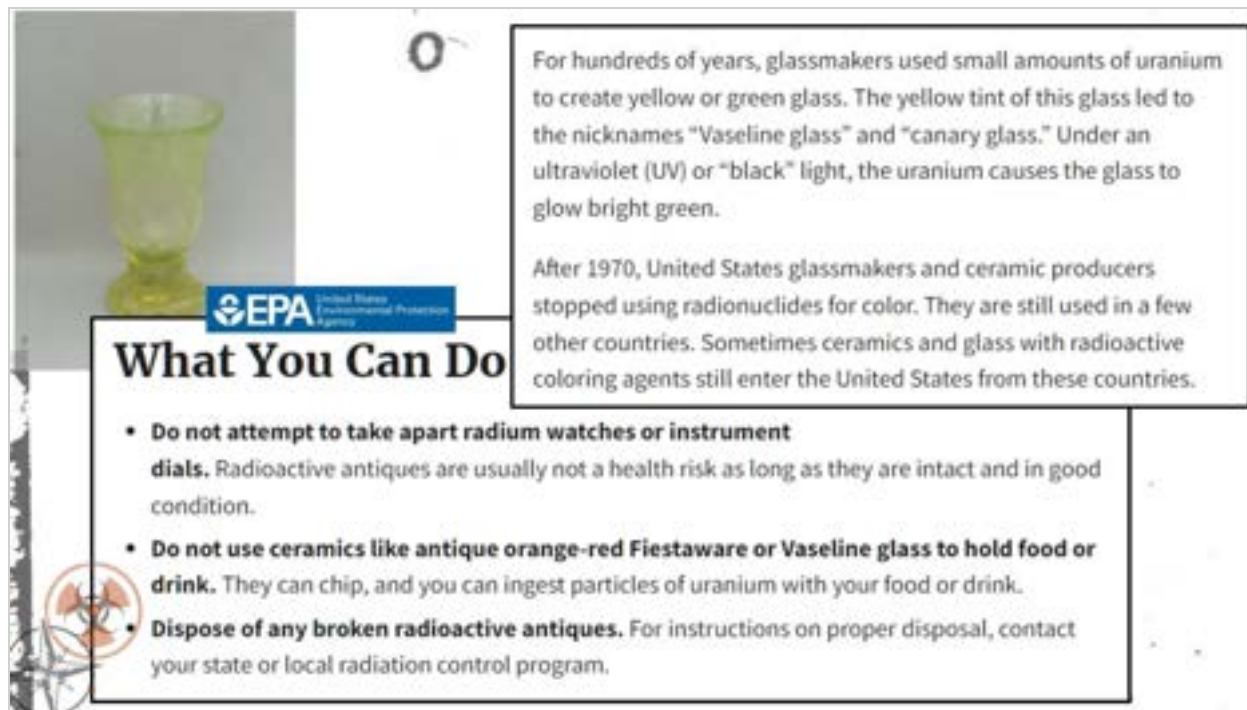 For hundreds of years, glassmakers used small amounts of uranium
to create yellow or green glass. The yellow tint of this glass led to
the nicknames “Vaseline glass” and “canary glass.” Under an
ultraviolet (UV) or “black” light, the uranium causes the glass to
glow bright green.
After 1970, United States glassmakers and ceramic producers
stopped using radionuclides for color. They are still used in a few
other countries. Sometimes ceramics and glass with radioactive
coloring agents still enter the United States from these countries.
EPA United States
Environmental Protection
Agency
What You Can Do
• Do not attempt to take apart radium watches or instrument
dials. Radioactive antiques are usually not a health risk as long as they are intact and in good
condition.
• Do not use ceramics like antique orange-red Fiestaware or Vaseline glass to hold food or
drink. They can chip, and you can ingest particles of uranium with your food or drink.
• Dispose of any broken radioactive antiques. For instructions on proper disposal, contact
your state or local radiation control program.